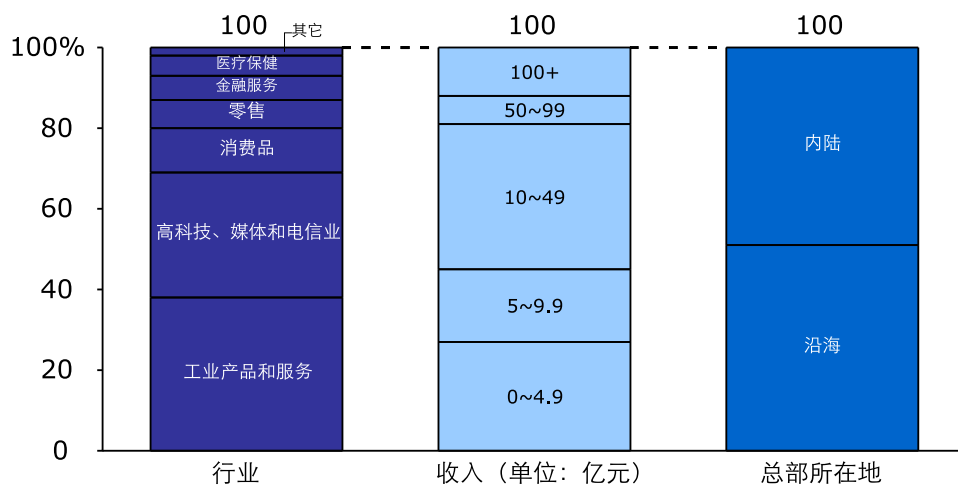 100
100
100
100%
80
60
40
20
0
其它
医疗保健
金融服务
零售
消费品
高科技、媒体和电信业
工业产品和服务
100+
50~99
10~49
5~9.9
0~4.9
内陆
沿海
行业
收入（单位：亿元）
总部所在地